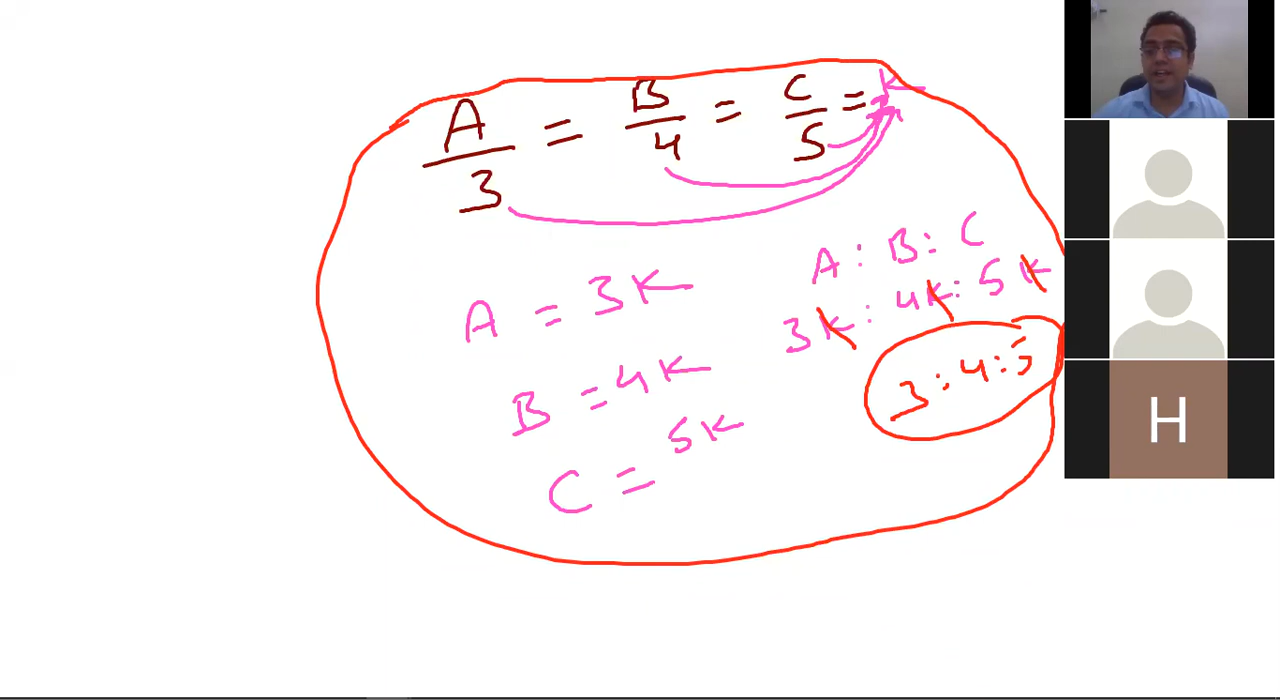 A/3 = B/4 = C/5 = K
A = 3K
B = 4K
C = 5K
A : B : C
3K : 4K : 5K
3 : 4 : 5
H